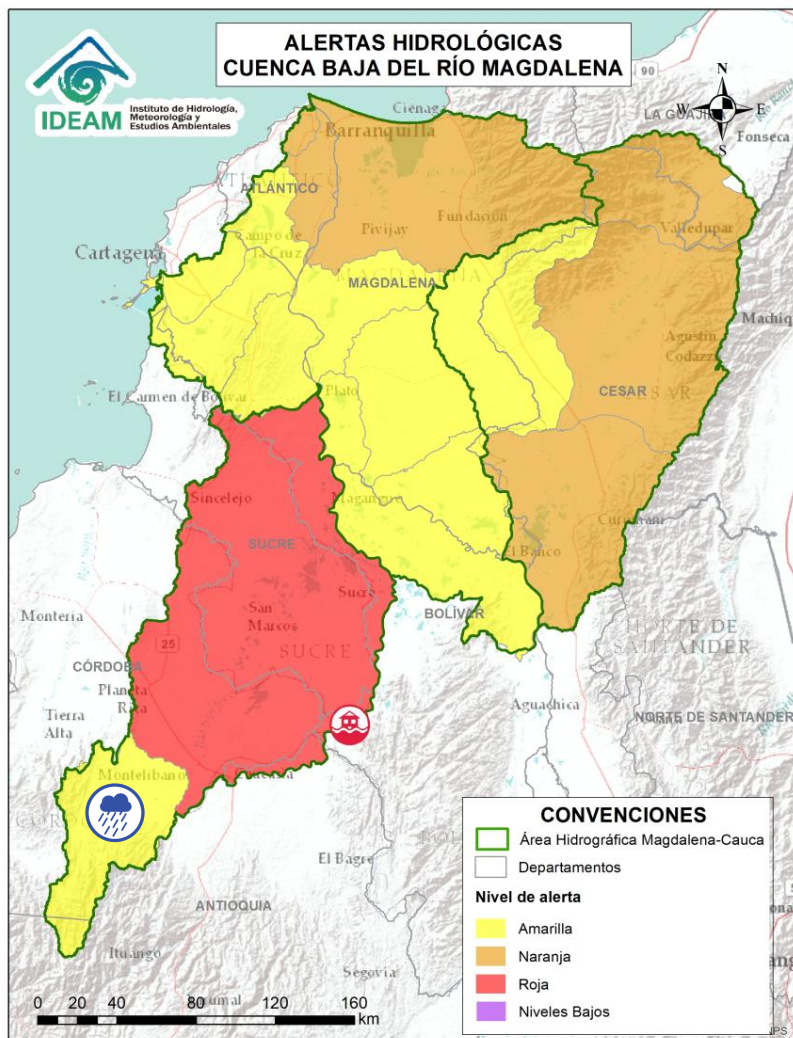 ALERTAS HIDROLÓGICAS
CUENCA BAJA DEL RÍO MAGDALENA
IDEAM
Instituto de Hidrología,
Meteorología y
Estudios Ambientales
N
W
E
S
90
Ciénaga
LA GUAJIRA
Fonseca
Barranquilla
ATLÁNTICO
Pivijay
Fundación
Valledupar
Cartagena
Campo de
la Cruz
MAGDALENA
MAGDALENA
Machiq
Agustín
Codazzi
CESAR
El Carmen de Bolívar
Plato
Sincelejo
Magangué
Curumaní
SUCRE
El Banco
Sucre
BOLÍVAR
Montería
San
Marcos
SUCRE
NORTE DE
SANTANDER
25
CÓRDOBA
Planeta
Rica
Tierra
Alta
Aguachica
NORTE DE SANTANDER
Montelíbano
Caucasia
El Bagre
ANTIOQUIA
Ituango
Segovia
CONVENCIONES
Área Hidrográfica Magdalena-Cauca
Departamentos
Nivel de alerta
Amarilla
Naranja
Roja
Niveles Bajos
0 20 40 80 120 160
km